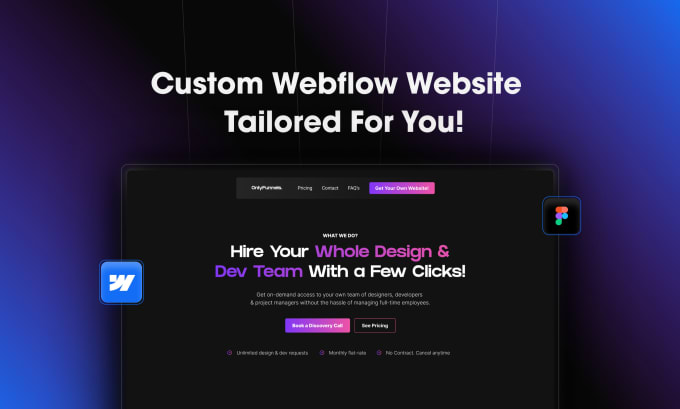 Custom Webflow Website
Tailored For You!
OnlyFunnels. Pricing Contact FAQ's Get Your Own Website!
WHAT WE DO?
Hire Your Whole Design &
Dev Team With a Few Clicks!
Get on-demand access to your own team of designers, developers
& project managers without the hassle of managing full-time employees.
Book a Discovery Call See Pricing
Unlimited design & dev requests Monthly flat-rate No Contract. Cancel anytime